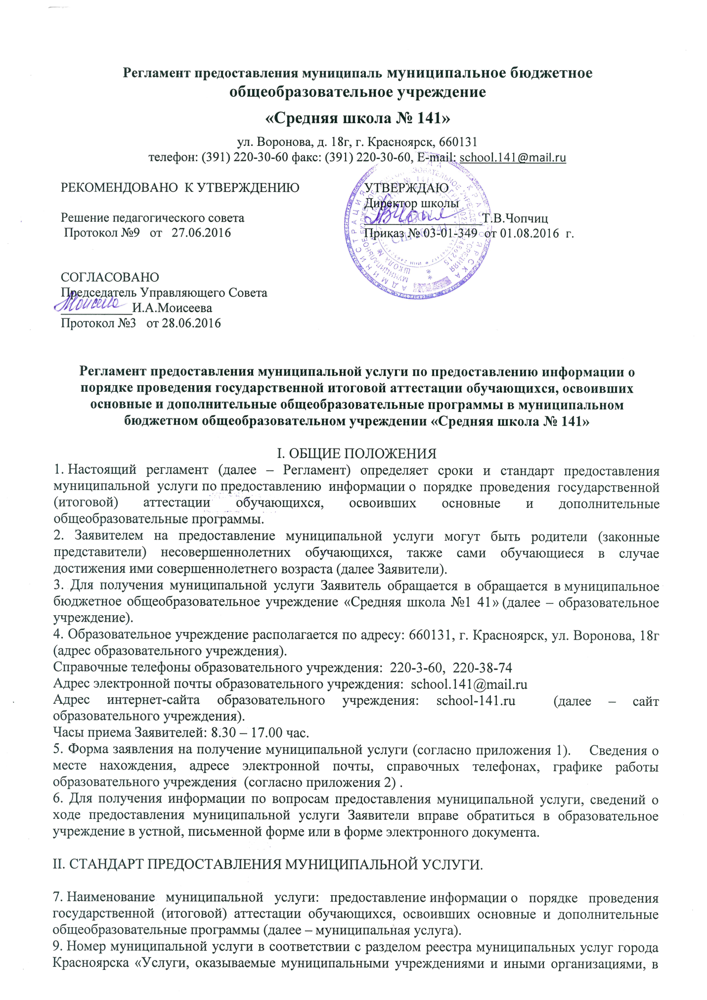 Регламент предоставления муниципаль муниципальное бюджетное
общеобразовательное учреждение
«Средняя школа № 141»
ул. Воронова, д. 18г, г. Красноярск, 660131
телефон: (391) 220-30-60 факс: (391) 220-30-60, E-mail: school.141@mail.ru
РЕКОМЕНДОВАНО К УТВЕРЖДЕНИЮ
Решение педагогического совета
Протокол №9 от 27.06.2016
УТВЕРЖДАЮ
Директор школы
_________________Т.В.Чопчиц
Приказ № 03-01-349 от 01.08.2016 г.
СШ № 141
СОГЛАСОВАНО
Председатель Управляющего Совета
Моисеева
___________И.А.Моисеева
Протокол №3 от 28.06.2016
Регламент предоставления муниципальной услуги по предоставлению информации о
порядке проведения государственной итоговой аттестации обучающихся, освоивших
основные и дополнительные общеобразовательные программы в муниципальном
бюджетном общеобразовательном учреждении «Средняя школа № 141»
I. ОБЩИЕ ПОЛОЖЕНИЯ
1. Настоящий регламент (далее – Регламент) определяет сроки и стандарт предоставления
муниципальной услуги по предоставлению информации о порядке проведения государственной
(итоговой) аттестации обучающихся, освоивших основные и дополнительные
общеобразовательные программы.
2. Заявителем на предоставление муниципальной услуги могут быть родители (законные
представители) несовершеннолетних обучающихся, также сами обучающиеся в случае
достижения ими совершеннолетнего возраста (далее Заявители).
3. Для получения муниципальной услуги Заявитель обращается в обращается в муниципальное
бюджетное общеобразовательное учреждение «Средняя школа №1 41» (далее – образовательное
учреждение).
4. Образовательное учреждение располагается по адресу: 660131, г. Красноярск, ул. Воронова, 18г
(адрес образовательного учреждения).
Справочные телефоны образовательного учреждения: 220-3-60, 220-38-74
Адрес электронной почты образовательного учреждения: school.141@mail.ru
Адрес интернет-сайта образовательного учреждения: school-141.ru (далее – сайт
образовательного учреждения).
Часы приема Заявителей: 8.30 – 17.00 час.
5. Форма заявления на получение муниципальной услуги (согласно приложения 1). Сведения о
месте нахождения, адресе электронной почты, справочных телефонах, графике работы
образовательного учреждения (согласно приложения 2) .
6. Для получения информации по вопросам предоставления муниципальной услуги, сведений о
ходе предоставления муниципальной услуги Заявители вправе обратиться в образовательное
учреждение в устной, письменной форме или в форме электронного документа.
II. СТАНДАРТ ПРЕДОСТАВЛЕНИЯ МУНИЦИПАЛЬНОЙ УСЛУГИ.
7. Наименование муниципальной услуги: предоставление информации о порядке проведения
государственной (итоговой) аттестации обучающихся, освоивших основные и дополнительные
общеобразовательные программы (далее – муниципальная услуга).
9. Номер муниципальной услуги в соответствии с разделом реестра муниципальных услуг города
Красноярска «Услуги, оказываемые муниципальными учреждениями и иными организациями, в